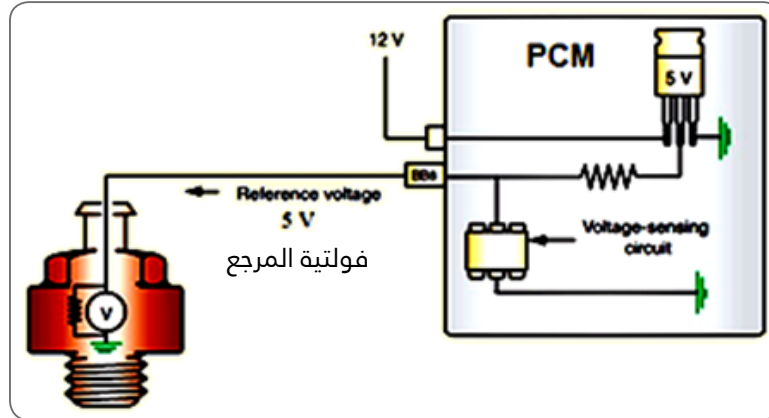 12 V
PCM
5 V
BB6
Reference voltage
5 V
فولتية المرجع
Voltage-sensing
circuit
V